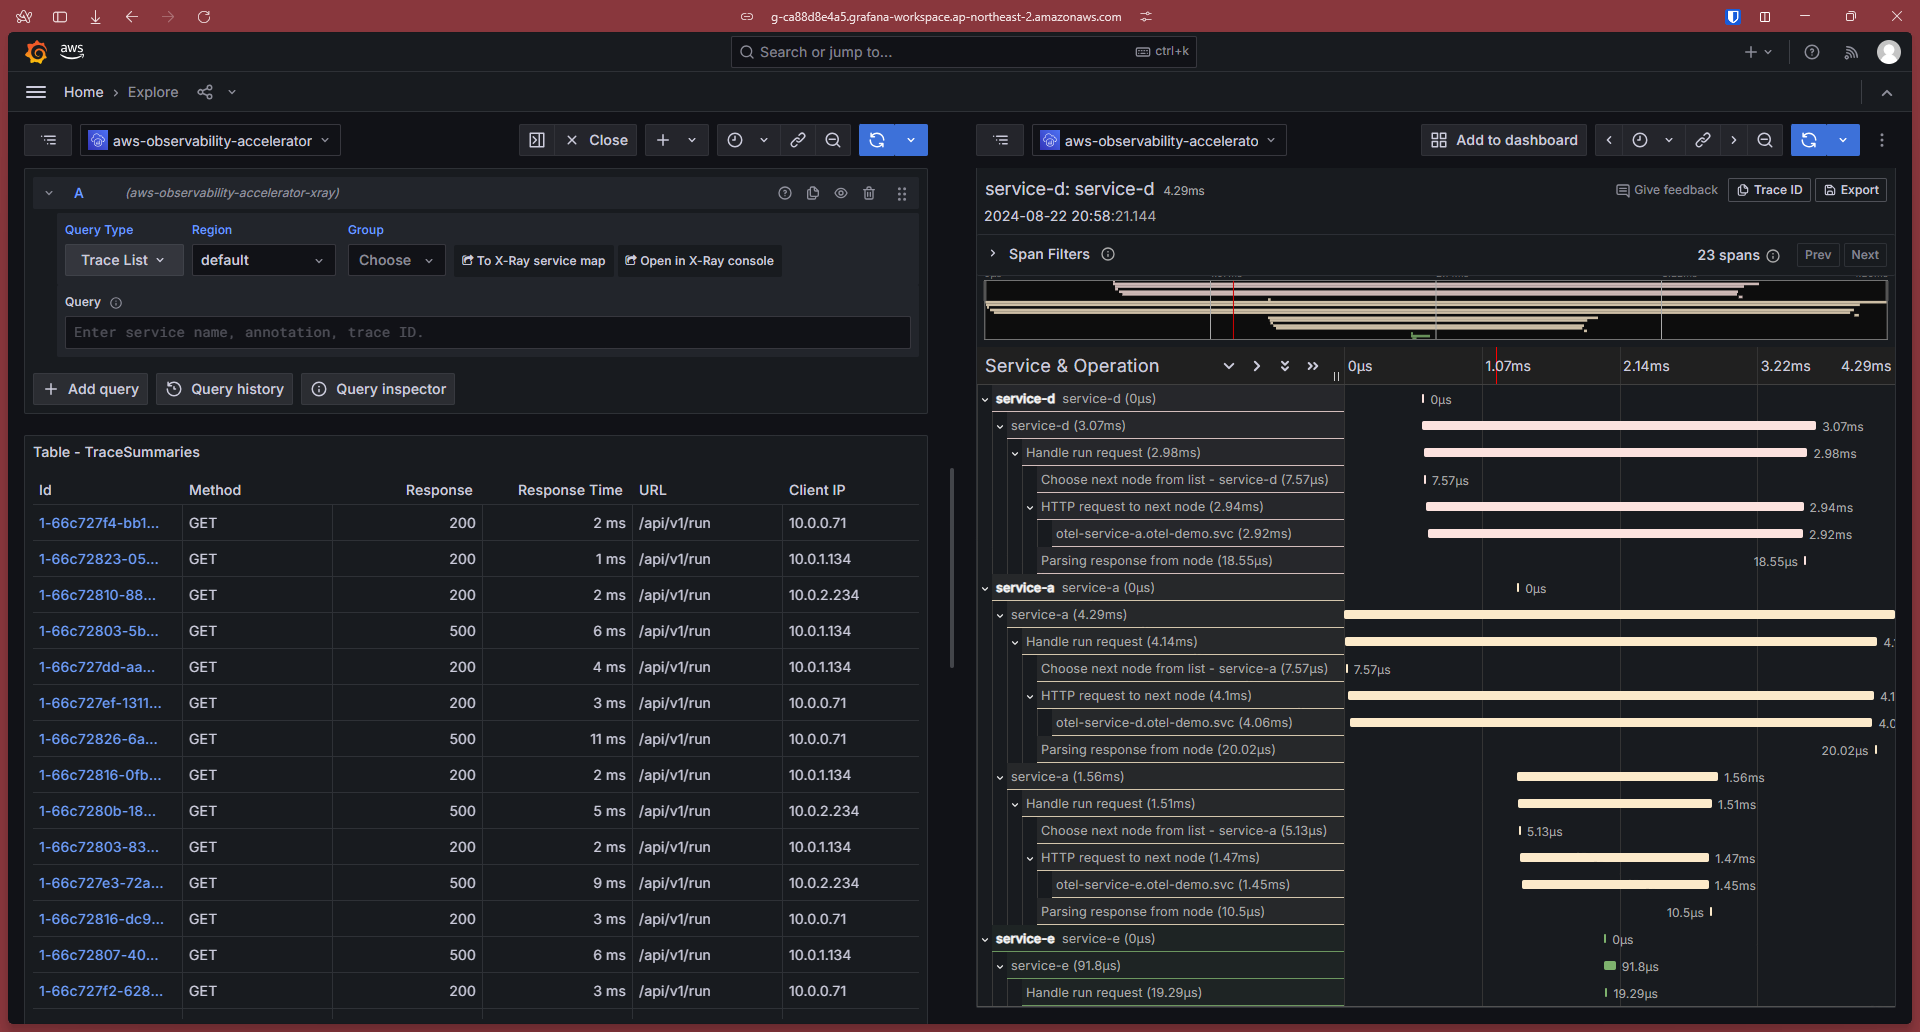 g-ca88d8e4a5.grafana-workspace.ap-northeast-2.amazonaws.com
aws
Search or jump to...
ctrl+k
Home › Explore
aws-observability-accelerator
Close
(aws-observability-accelerator-xray)
A
Query Type
Region
Group
Trace List
default
Choose
To X-Ray service map
Open in X-Ray console
Query
Enter service name, annotation, trace ID.
Add query
Query history
Query inspector
Table - TraceSummaries
Id Method Response Response Time URL Client IP
1-66c727f4-bb1... GET 200 2 ms /api/v1/run 10.0.0.71
1-66c72823-05... GET 200 1 ms /api/v1/run 10.0.1.134
1-66c72810-88... GET 200 2 ms /api/v1/run 10.0.2.234
1-66c72803-5b... GET 500 6 ms /api/v1/run 10.0.1.134
1-66c727dd-aa... GET 200 4 ms /api/v1/run 10.0.1.134
1-66c727ef-1311... GET 200 3 ms /api/v1/run 10.0.0.71
1-66c72826-6a... GET 500 11 ms /api/v1/run 10.0.0.71
1-66c72816-0fb... GET 200 2 ms /api/v1/run 10.0.1.134
1-66c7280b-18... GET 500 5 ms /api/v1/run 10.0.2.234
1-66c72803-83... GET 200 2 ms /api/v1/run 10.0.1.134
1-66c727e3-72a... GET 500 9 ms /api/v1/run 10.0.2.234
1-66c72816-dc9... GET 200 3 ms /api/v1/run 10.0.0.71
1-66c72807-40... GET 500 6 ms /api/v1/run 10.0.1.134
1-66c727f2-628... GET 200 3 ms /api/v1/run 10.0.0.71
aws-observability-accelerato
Add to dashboard
service-d: service-d 4.29ms
Give feedback
Trace ID
Export
2024-08-22 20:58:21.144
Span Filters
23 spans
Prev
Next
Service & Operation
0μs 1.07ms 2.14ms 3.22ms 4.29ms
service-d service-d (0μs) 0μs
service-d (3.07ms) 3.07ms
Handle run request (2.98ms) 2.98ms
Choose next node from list - service-d (7.57μs) 7.57μs
HTTP request to next node (2.94ms) 2.94ms
otel-service-a.otel-demo.svc (2.92ms) 2.92ms
Parsing response from node (18.55μs) 18.55μs
service-a service-a (0μs) 0μs
service-a (4.29ms)
Handle run request (4.14ms) 4.
Choose next node from list - service-a (7.57μs) 7.57μs
HTTP request to next node (4.1ms) 4.1
otel-service-d.otel-demo.svc (4.06ms) 4.0
Parsing response from node (20.02μs) 20.02μs
service-a (1.56ms) 1.56ms
Handle run request (1.51ms) 1.51ms
Choose next node from list - service-a (5.13μs) 5.13μs
HTTP request to next node (1.47ms) 1.47ms
otel-service-e.otel-demo.svc (1.45ms) 1.45ms
Parsing response from node (10.5μs) 10.5μs
service-e service-e (0μs) 0μs
service-e (91.8μs) 91.8μs
Handle run request (19.29μs) 19.29μs